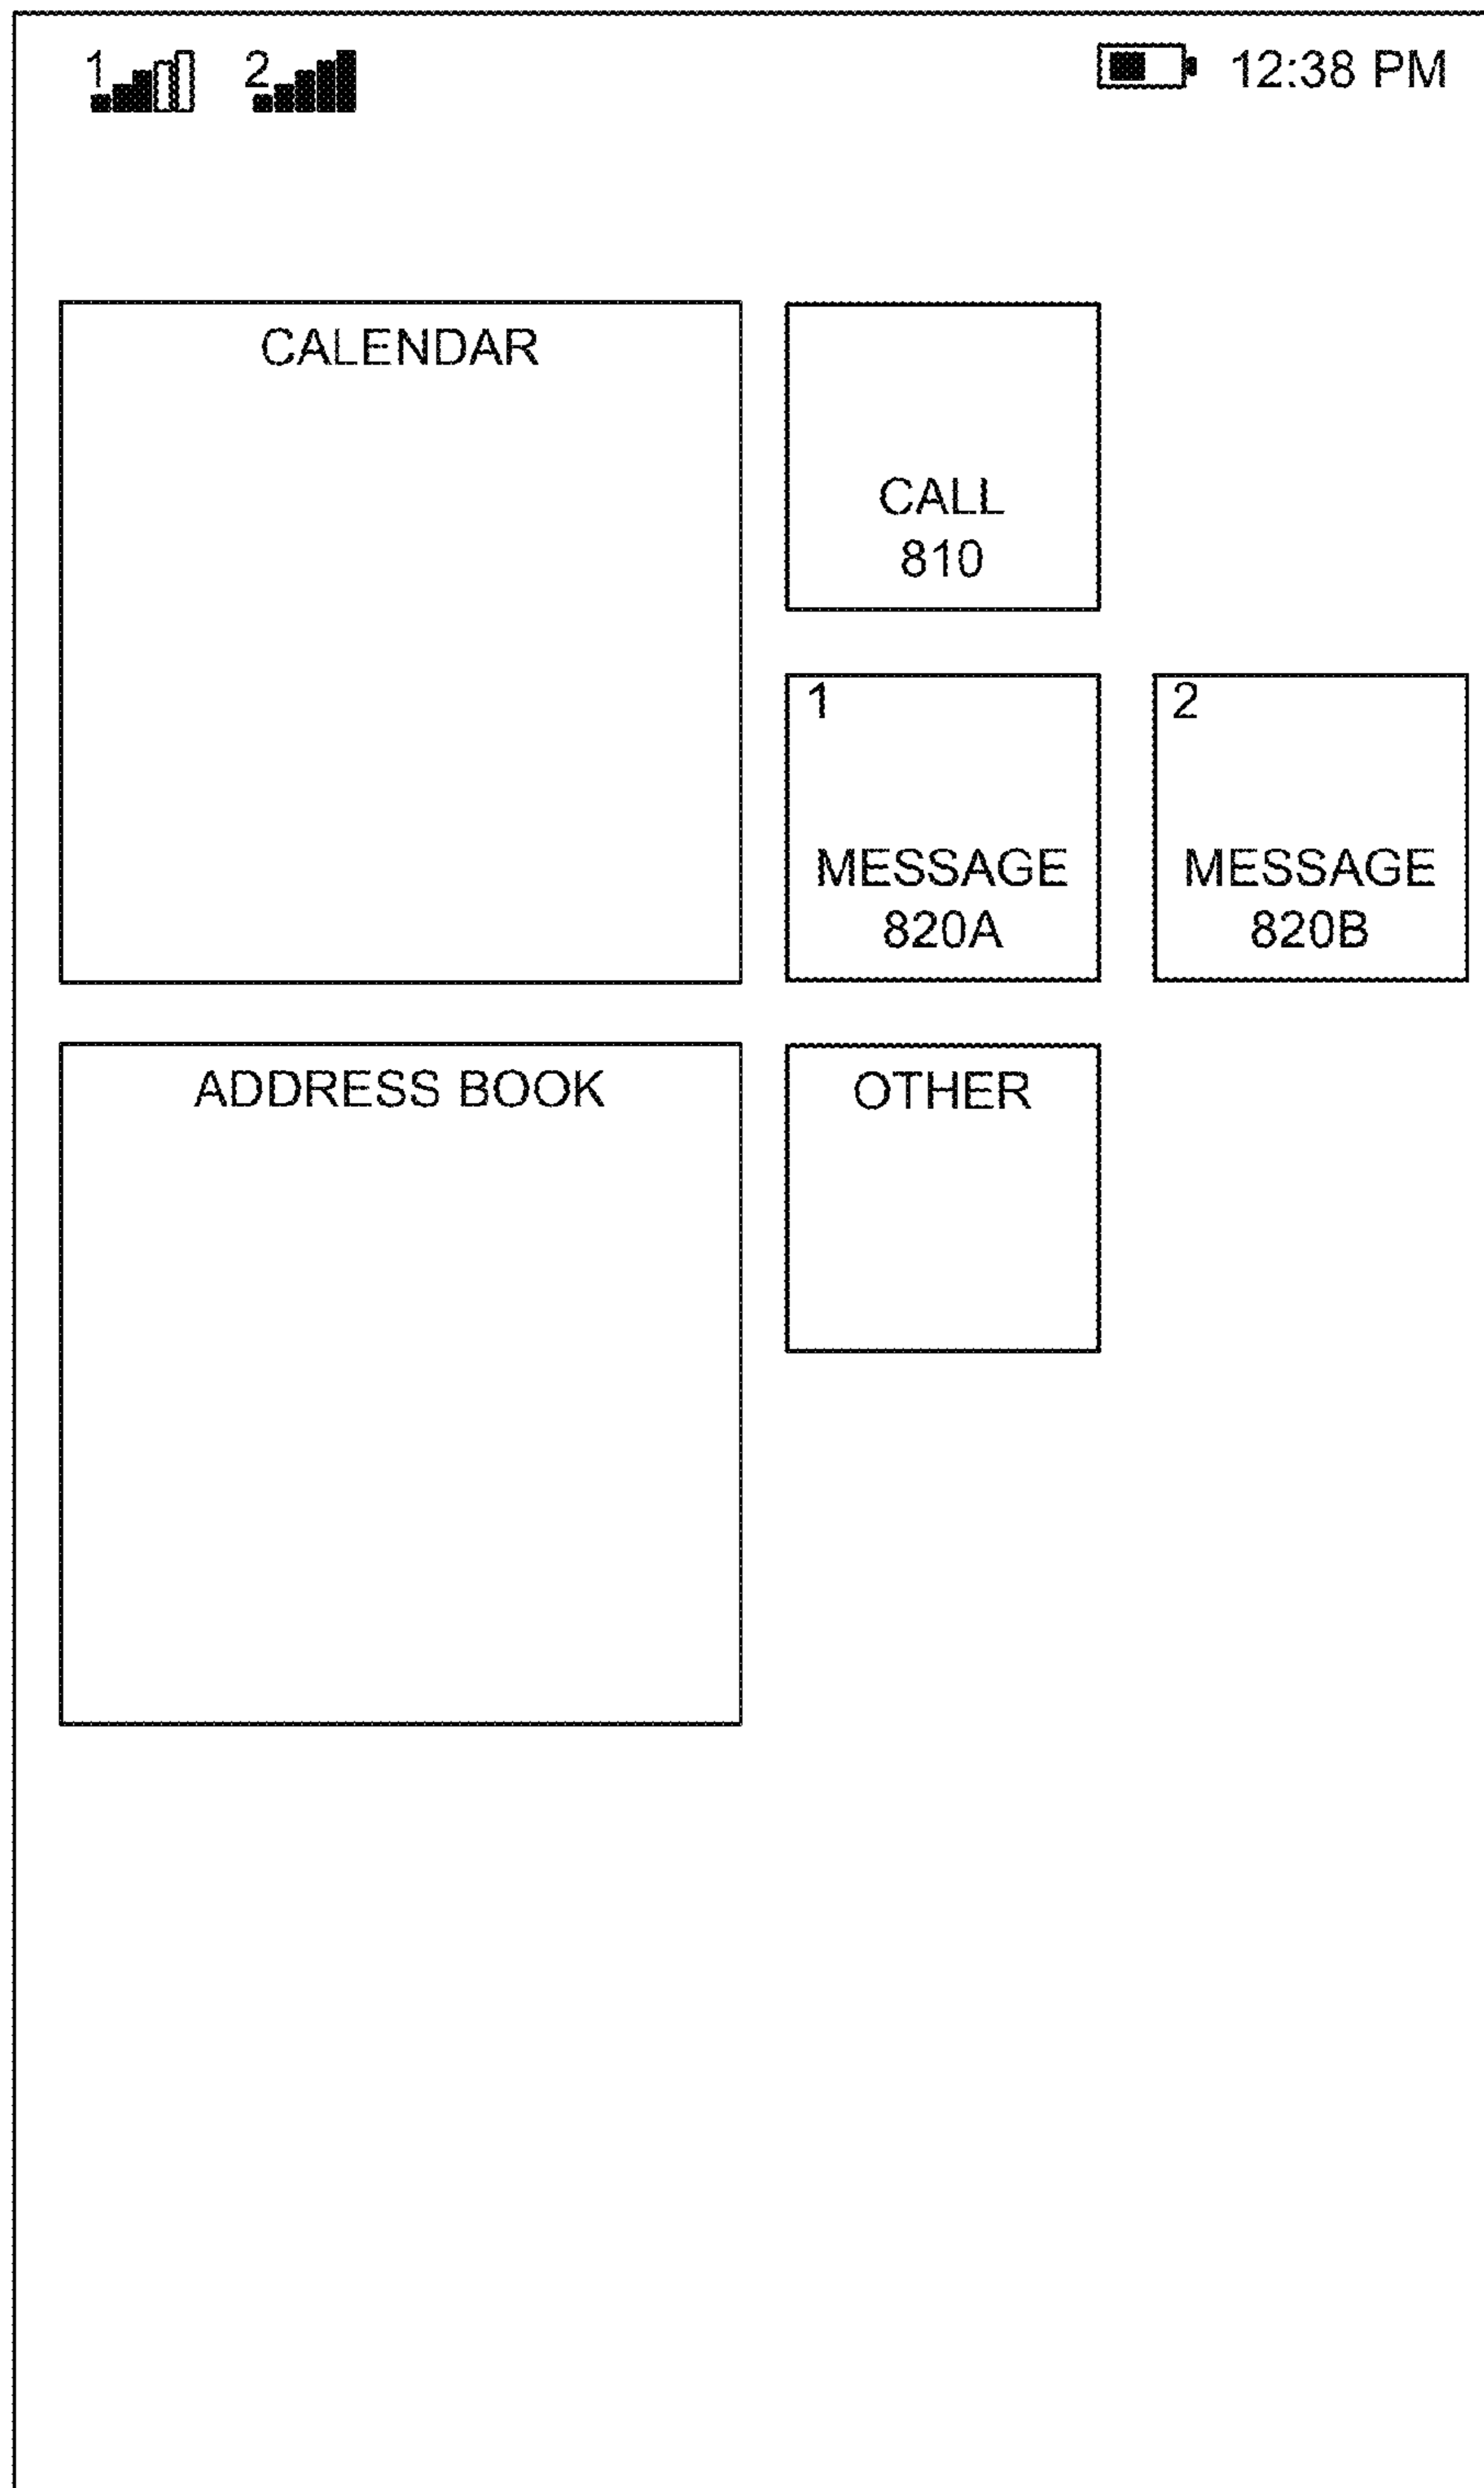 1 2 12:38 PM
CALENDAR
CALL
810
1
MESSAGE
820A
2
MESSAGE
820B
ADDRESS BOOK
OTHER